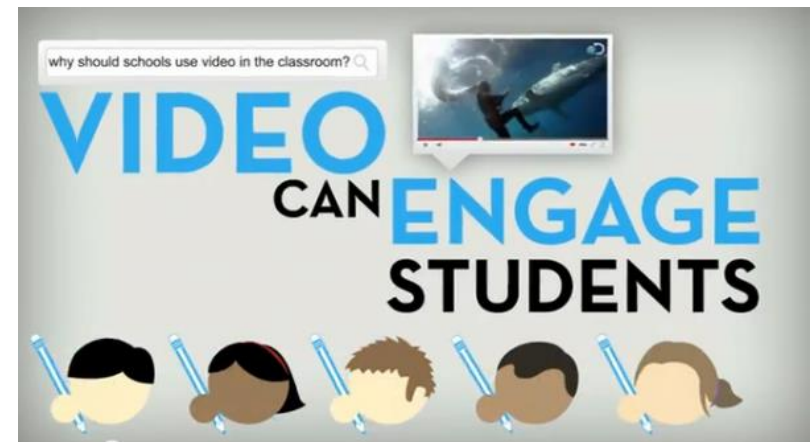 why should schools use video in the classroom?
VIDEO
CAN ENGAGE
STUDENTS